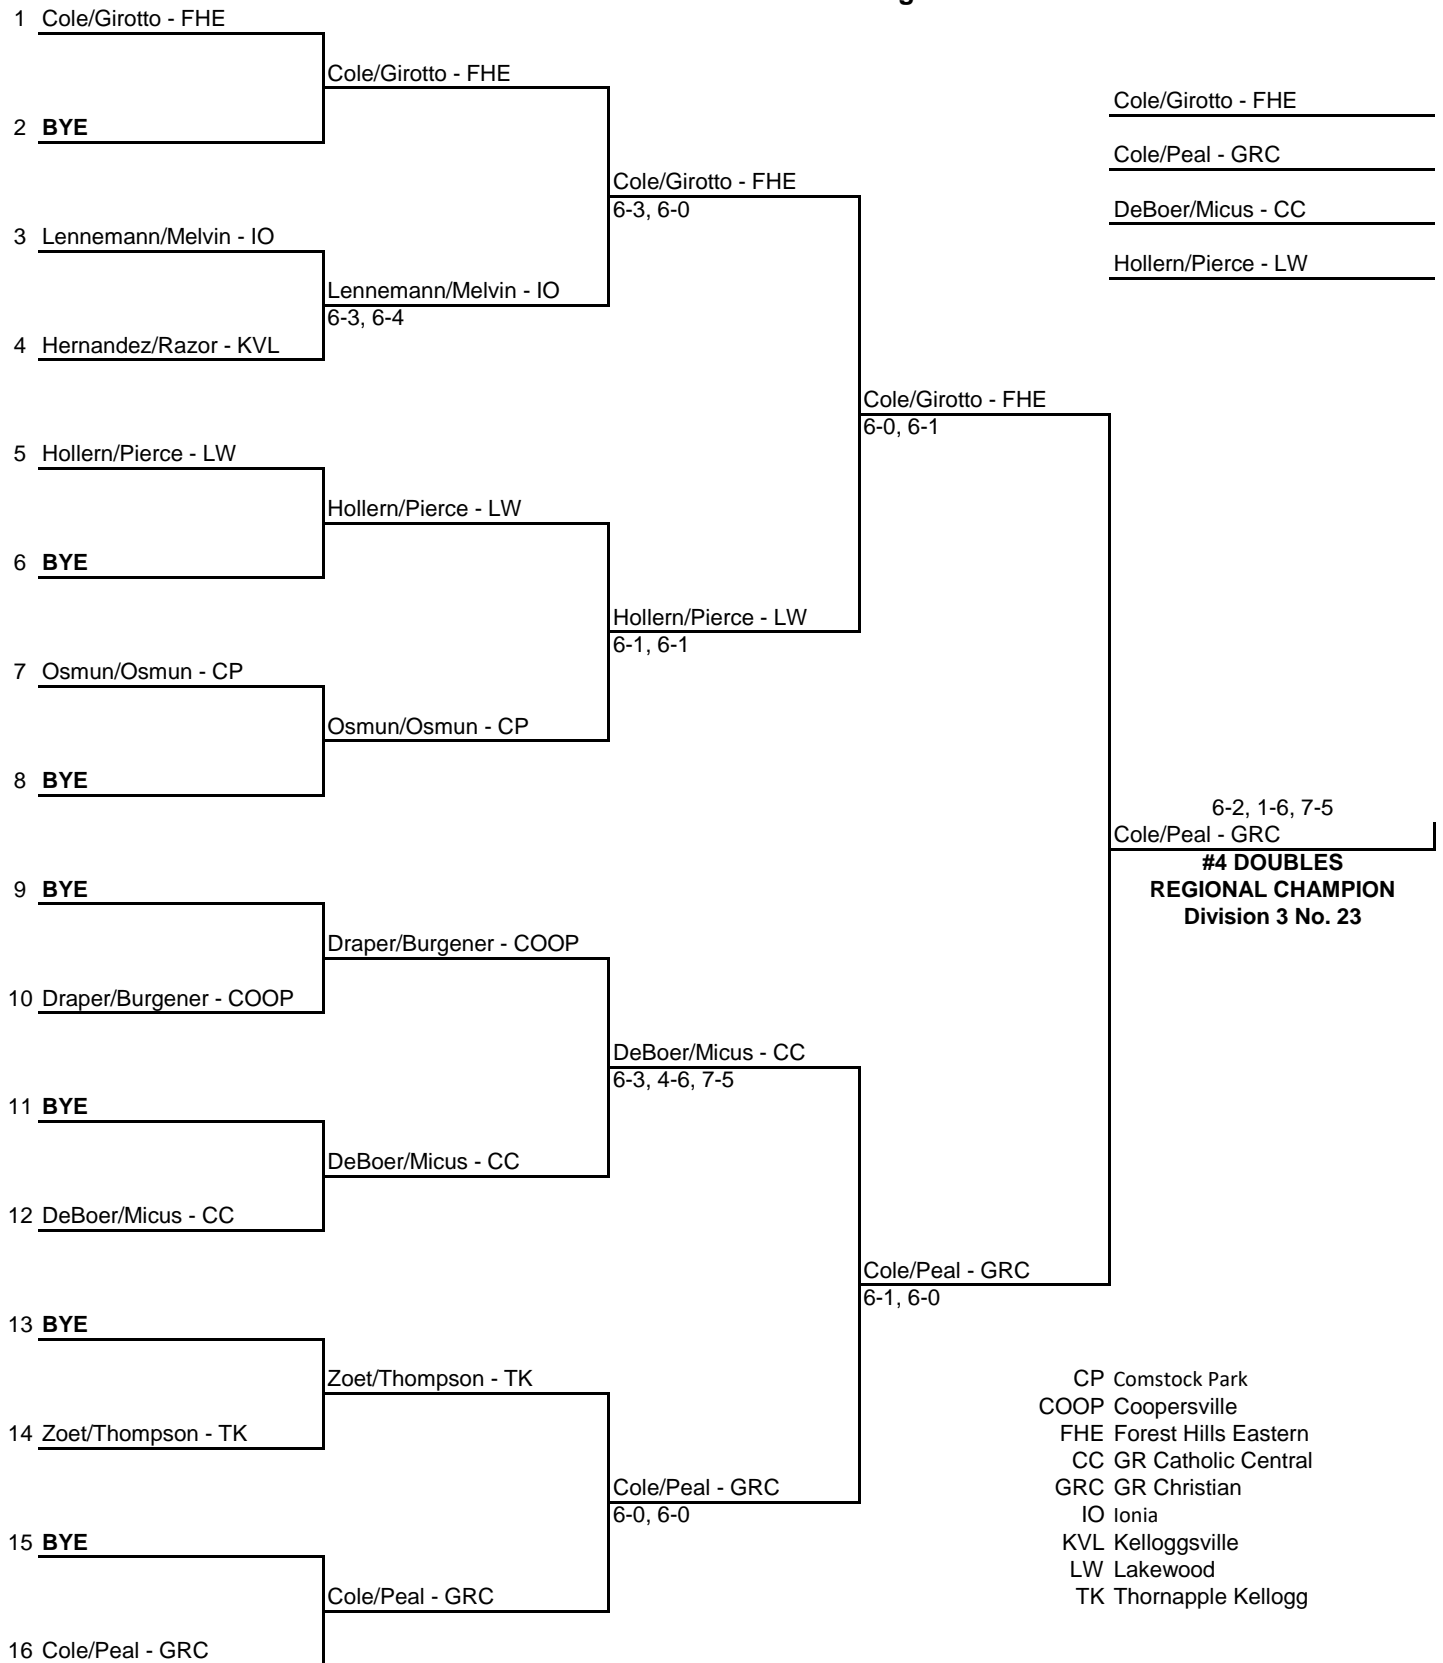 g
1 Cole/Girotto - FHE
Cole/Girotto - FHE
2 BYE
Cole/Girotto - FHE
6-3, 6-0
3 Lennemann/Melvin - IO
Lennemann/Melvin - IO
6-3, 6-4
4 Hernandez/Razor - KVL
Cole/Girotto - FHE
6-0, 6-1
5 Hollern/Pierce - LW
Hollern/Pierce - LW
6 BYE
Hollern/Pierce - LW
6-1, 6-1
7 Osmun/Osmun - CP
Osmun/Osmun - CP
8 BYE
9 BYE
Draper/Burgener - COOP
10 Draper/Burgener - COOP
DeBoer/Micus - CC
6-3, 4-6, 7-5
11 BYE
DeBoer/Micus - CC
12 DeBoer/Micus - CC
Cole/Peal - GRC
6-1, 6-0
13 BYE
Zoet/Thompson - TK
14 Zoet/Thompson - TK
Cole/Peal - GRC
6-0, 6-0
15 BYE
Cole/Peal - GRC
16 Cole/Peal - GRC
Cole/Girotto - FHE
Cole/Peal - GRC
DeBoer/Micus - CC
Hollern/Pierce - LW
6-2, 1-6, 7-5
Cole/Peal - GRC
#4 DOUBLES
REGIONAL CHAMPION
Division 3 No. 23
CP Comstock Park
COOP Coopersville
FHE Forest Hills Eastern
CC GR Catholic Central
GRC GR Christian
IO Ionia
KVL Kelloggsville
LW Lakewood
TK Thornapple Kellogg